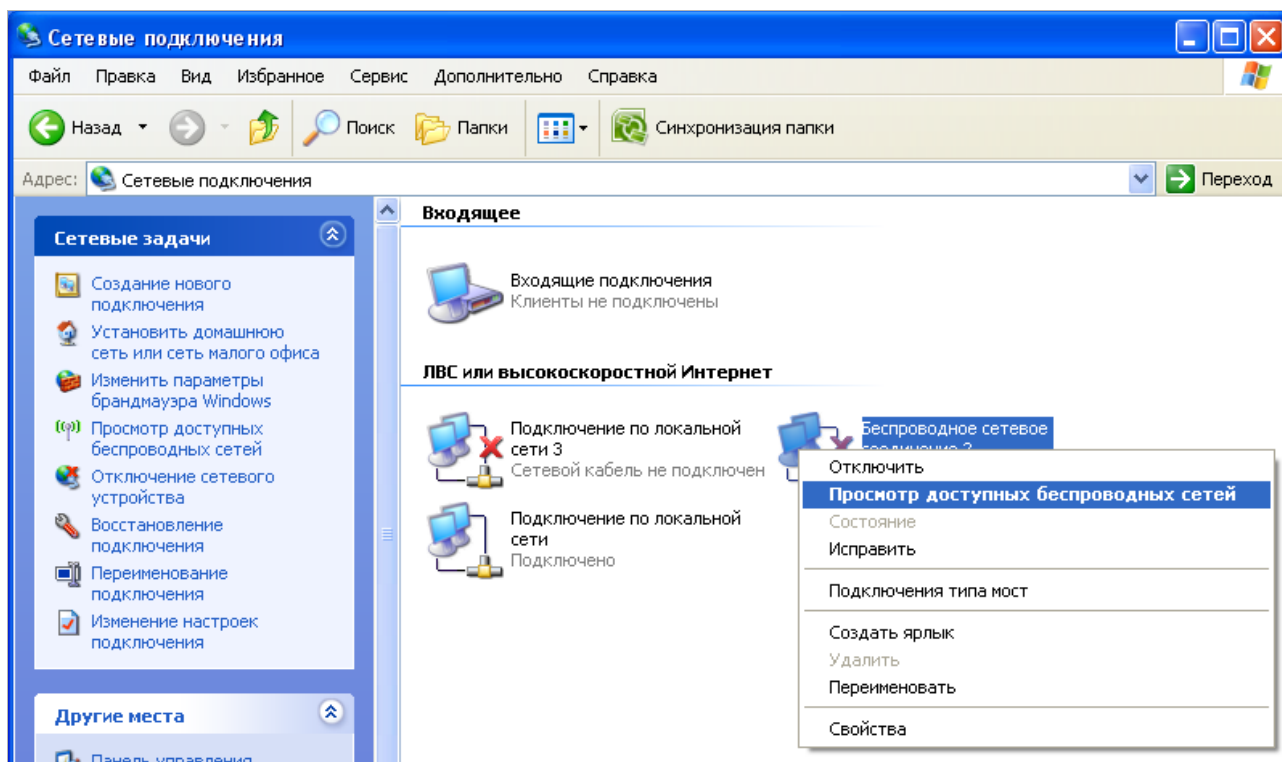 Сетевые подключения
Файл Правка Вид Избранное Сервис Дополнительно Справка
Назад Поиск Папки Синхронизация папки
Адрес: Сетевые подключения Переход
Сетевые задачи
Создание нового
подключения
Установить домашнюю
сеть или сеть малого офиса
Изменить параметры
брандмауэра Windows
Просмотр доступных
беспроводных сетей
Отключение сетевого
устройства
Восстановление
подключения
Переименование
подключения
Изменение настроек
подключения
Другие места
Панель управления
Входящее
Входящие подключения
Клиенты не подключены
ЛВС или высокоскоростной Интернет
Подключение по локальной
сети 3
Сетевой кабель не подключен
Беспроводное сетевое
соединение 2
Подключение по локальной
сети
Подключено
Отключить
Просмотр доступных беспроводных сетей
Состояние
Исправить
Подключения типа мост
Создать ярлык
Удалить
Переименовать
Свойства